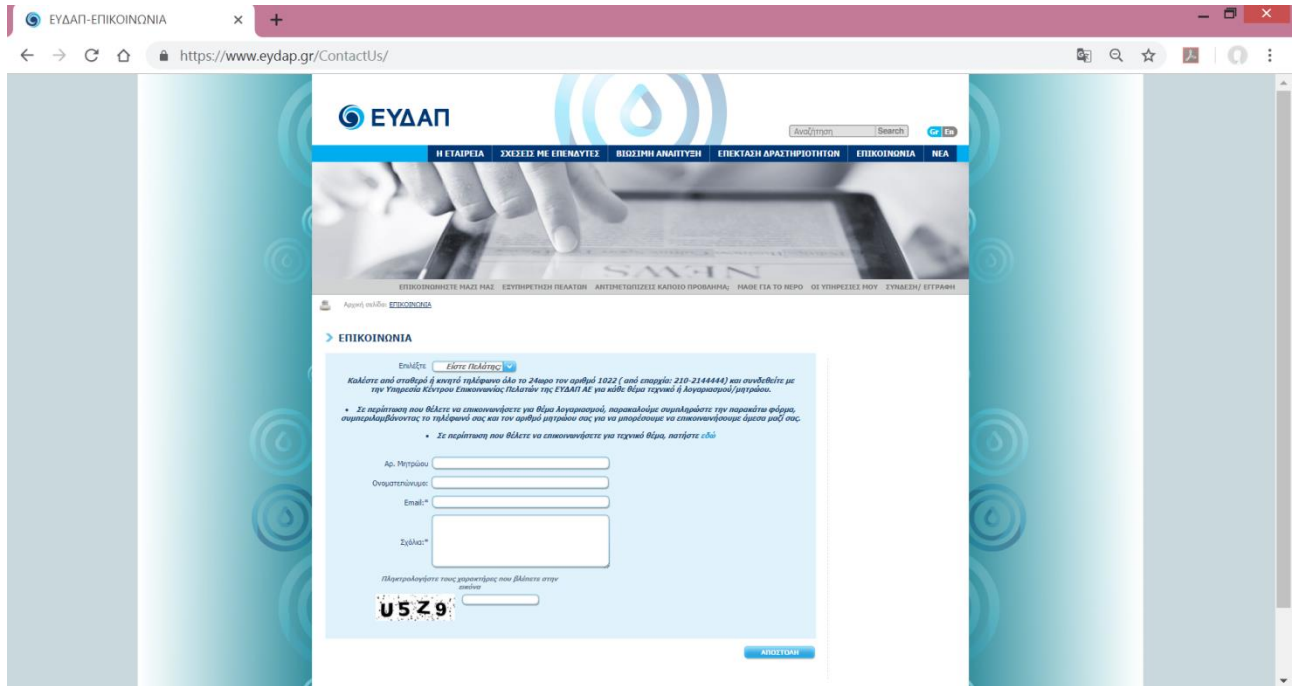 ΕΥΔΑΠ-ΕΠΙΚΟΙΝΩΝΙΑ
https://www.eydap.gr/ContactUs/
ΕΥΔΑΠ
Αναζήτηση Search Gr En
Η ΕΤΑΙΡΕΙΑ ΣΧΕΣΕΙΣ ΜΕ ΕΠΕΝΔΥΤΕΣ ΒΙΩΣΙΜΗ ΑΝΑΠΤΥΞΗ ΕΠΕΚΤΑΣΗ ΔΡΑΣΤΗΡΙΟΤΗΤΩΝ ΕΠΙΚΟΙΝΩΝΙΑ ΝΕΑ
NEWS
ΕΠΙΚΟΙΝΩΝΗΣΤΕ ΜΑΖΙ ΜΑΣ ΕΞΥΠΗΡΕΤΗΣΗ ΠΕΛΑΤΩΝ ΑΝΤΙΜΕΤΩΠΙΖΕΙΣ ΚΑΠΟΙΟ ΠΡΟΒΛΗΜΑ; ΜΑΘΕ ΓΙΑ ΤΟ ΝΕΡΟ ΟΙ ΥΠΗΡΕΣΙΕΣ ΜΟΥ ΣΥΝΔΕΣΗ/ ΕΓΓΡΑΦΗ
Αρχική σελίδα: ΕΠΙΚΟΙΝΩΝΙΑ
ΕΠΙΚΟΙΝΩΝΙΑ
Επιλέξτε Είστε Πελάτης;
Καλέστε από σταθερό ή κινητό τηλέφωνο όλο το 24ωρο τον αριθμό 1022 ( από επαρχία: 210-2144444) και συνδεθείτε με
την Υπηρεσία Κέντρου Επικοινωνίας Πελατών της ΕΥΔΑΠ ΑΕ για κάθε θέμα τεχνικό ή λογαριασμού/μητρώου.
• Σε περίπτωση που θέλετε να επικοινωνήσετε για θέμα λογαριασμού, παρακαλούμε συμπληρώστε την παρακάτω φόρμα,
συμπεριλαμβάνοντας το τηλέφωνό σας και τον αριθμό μητρώου σας για να μπορέσουμε να επικοινωνήσουμε άμεσα μαζί σας.
• Σε περίπτωση που θέλετε να επικοινωνήσετε για τεχνικό θέμα, πατήστε εδώ
Αρ. Μητρώου
Ονοματεπώνυμο:
Email:*
Σχόλια:*
Πληκτρολογήστε τους χαρακτήρες που βλέπετε στην
εικόνα
U5Z9
ΑΠΟΣΤΟΛΗ